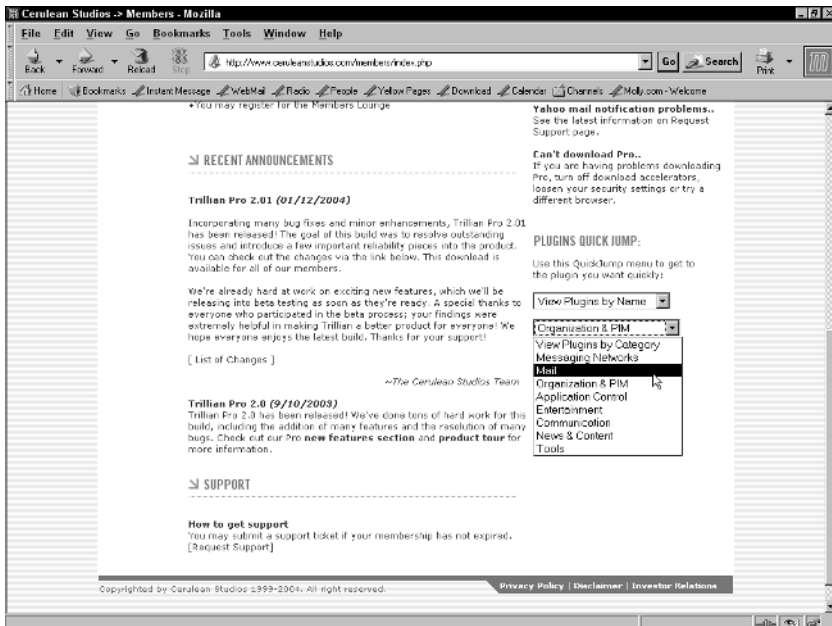 Cerulean Studios -> Members - Mozilla
File Edit View Go Bookmarks Tools Window Help
Back Forward Reload Stop http://www.ceruleanstudios.com/members/index.php Go Search Print
Home Bookmarks Instant Message WebMail Radio People Yellow Pages Download Calendar Channels Molly.com - Welcome
+You may register for the Members Lounge
RECENT ANNOUNCEMENTS
Trillian Pro 2.01 (01/12/2004)
Incorporating many bug fixes and minor enhancements, Trillian Pro 2.01
has been released! The goal of this build was to resolve outstanding
issues and introduce a few important reliability pieces into the product.
You can check out the changes via the link below. This download is
available for all of our members.
We're already hard at work on exciting new features, which we'll be
releasing into beta testing as soon as they're ready. A special thanks to
everyone who participated in the beta process; your findings were
extremely helpful in making Trillian a better product for everyone! We
hope everyone enjoys the latest build. Thanks for your support!
[ List of Changes ]
~The Cerulean Studios Team
Trillian Pro 2.0 (9/10/2003)
Trillian Pro 2.0 has been released! We've done tons of hard work for this
build, including the addition of many features and the resolution of many
bugs. Check out our Pro new features section and product tour for
more information.
SUPPORT
How to get support
You may submit a support ticket if your membership has not expired.
[Request Support]
Yahoo mail notification problems..
See the latest information on Request
Support page.
Can't download Pro..
If you are having problems downloading
Pro, turn off download accelerators,
loosen your security settings or try a
different browser.
PLUGINS QUICK JUMP:
Use this QuickJump menu to get to
the plugin you want quickly:
View Plugins by Name
Organization & PIM
View Plugins by Category
Messaging Networks
Mail
Organization & PIM
Application Control
Entertainment
Communication
News & Content
Tools
Copyrighted by Cerulean Studios 1999-2004. All right reserved.
Privacy Policy | Disclaimer | Investor Relations